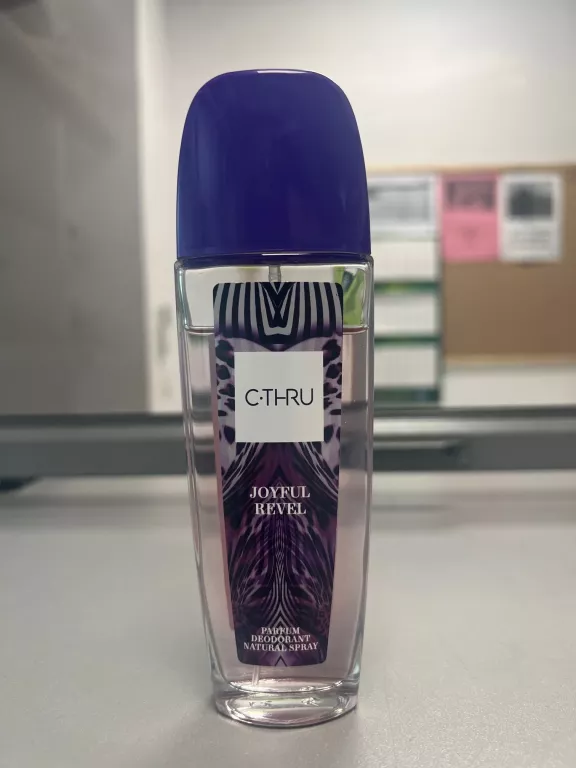 C·THRU
JOYFUL
REVEL
PARFUM
DEODORANT
NATURAL SPRAY